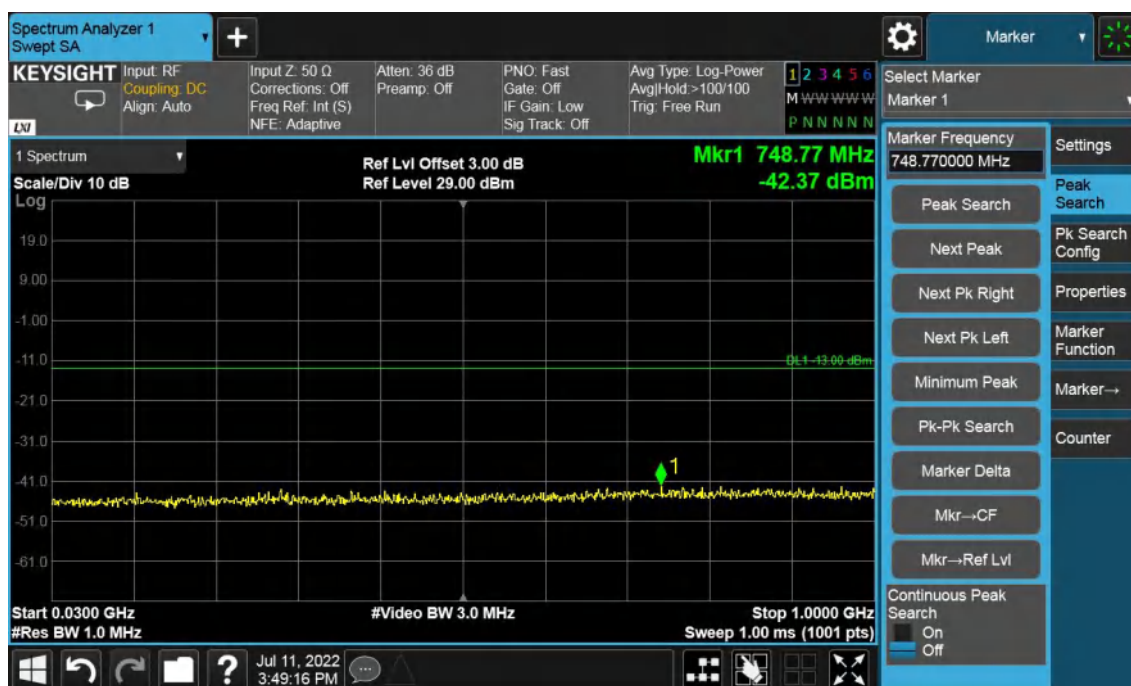 Spectrum Analyzer 1
Swept SA
Marker
KEYSIGHT
LXI
Input: RF
Coupling: DC
Align: Auto
Input Z: 50 Ω
Corrections: Off
Freq Ref: Int (S)
NFE: Adaptive
Atten: 36 dB
Preamp: Off
PNO: Fast
Gate: Off
IF Gain: Low
Sig Track: Off
Avg Type: Log-Power
Avg|Hold:>100/100
Trig: Free Run
1 2 3 4 5 6
M W W W W W
P N N N N N
Select Marker
Marker 1
1 Spectrum
Scale/Div 10 dB
Log
Ref Lvl Offset 3.00 dB
Ref Level 29.00 dBm
Mkr1 748.77 MHz
-42.37 dBm
19.0
9.00
-1.00
-11.0
-21.0
-31.0
-41.0
-51.0
-61.0
DL1 -13.00 dBm
1
Start 0.0300 GHz
#Res BW 1.0 MHz
#Video BW 3.0 MHz
Stop 1.0000 GHz
Sweep 1.00 ms (1001 pts)
Marker Frequency
748.770000 MHz
Peak Search
Next Peak
Next Pk Right
Next Pk Left
Minimum Peak
Pk-Pk Search
Marker Delta
Mkr→CF
Mkr→Ref Lvl
Continuous Peak
Search
On
Off
Settings
Peak
Search
Pk Search
Config
Properties
Marker
Function
Marker→
Counter
?
Jul 11, 2022
3:49:16 PM